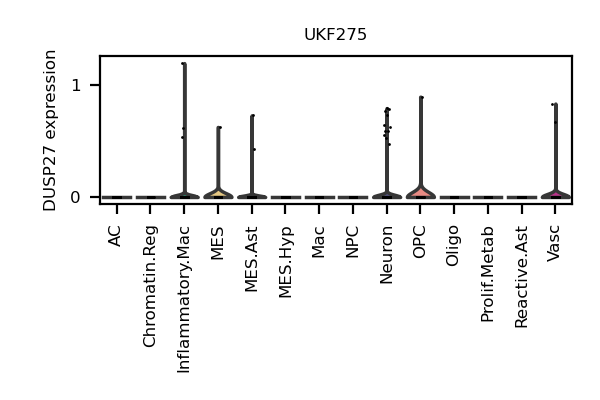 UKF275
DUSP27 expression
1
0
AC
Chromatin.Reg
Inflammatory.Mac
MES
MES.Ast
MES.Hyp
Mac
NPC
Neuron
OPC
Oligo
Prolif.Metab
Reactive.Ast
Vasc